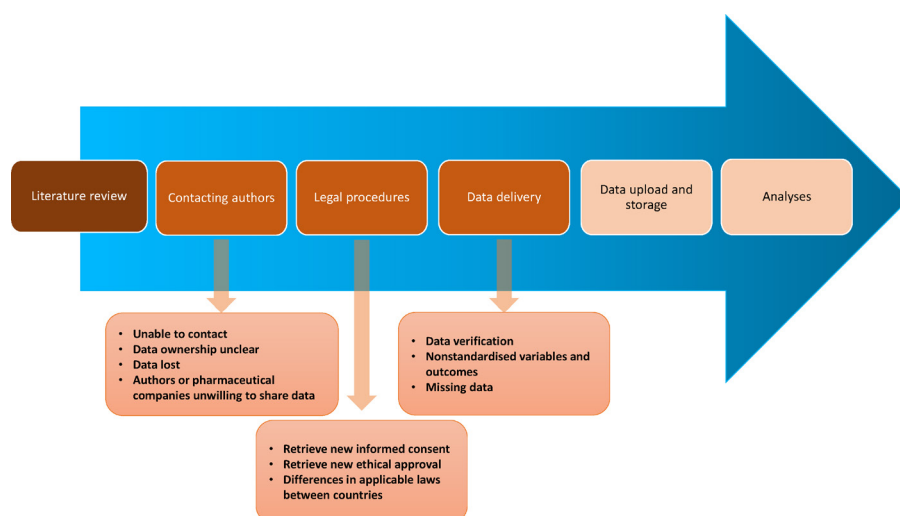 Literature review
Contacting authors
Legal procedures
Data delivery
Data upload and
storage
Analyses
• Unable to contact
• Data ownership unclear
• Data lost
• Authors or pharmaceutical
companies unwilling to share data
• Data verification
• Nonstandardised variables and
outcomes
• Missing data
• Retrieve new informed consent
• Retrieve new ethical approval
• Differences in applicable laws
between countries